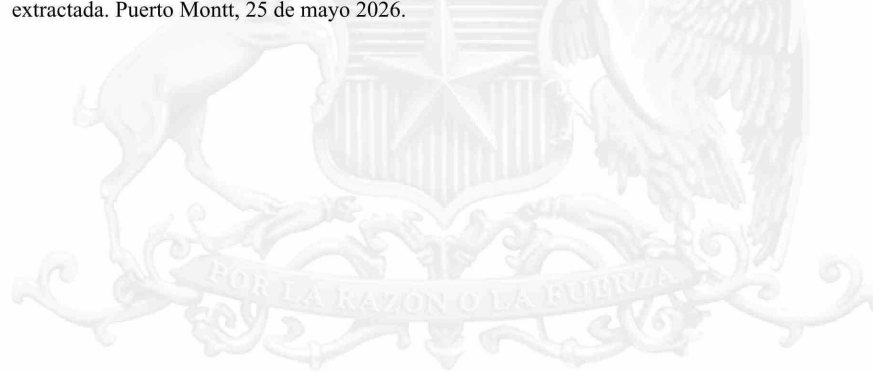 extractada. Puerto Montt, 25 de mayo 2026.
POR LA RAZON O LA FUERZA